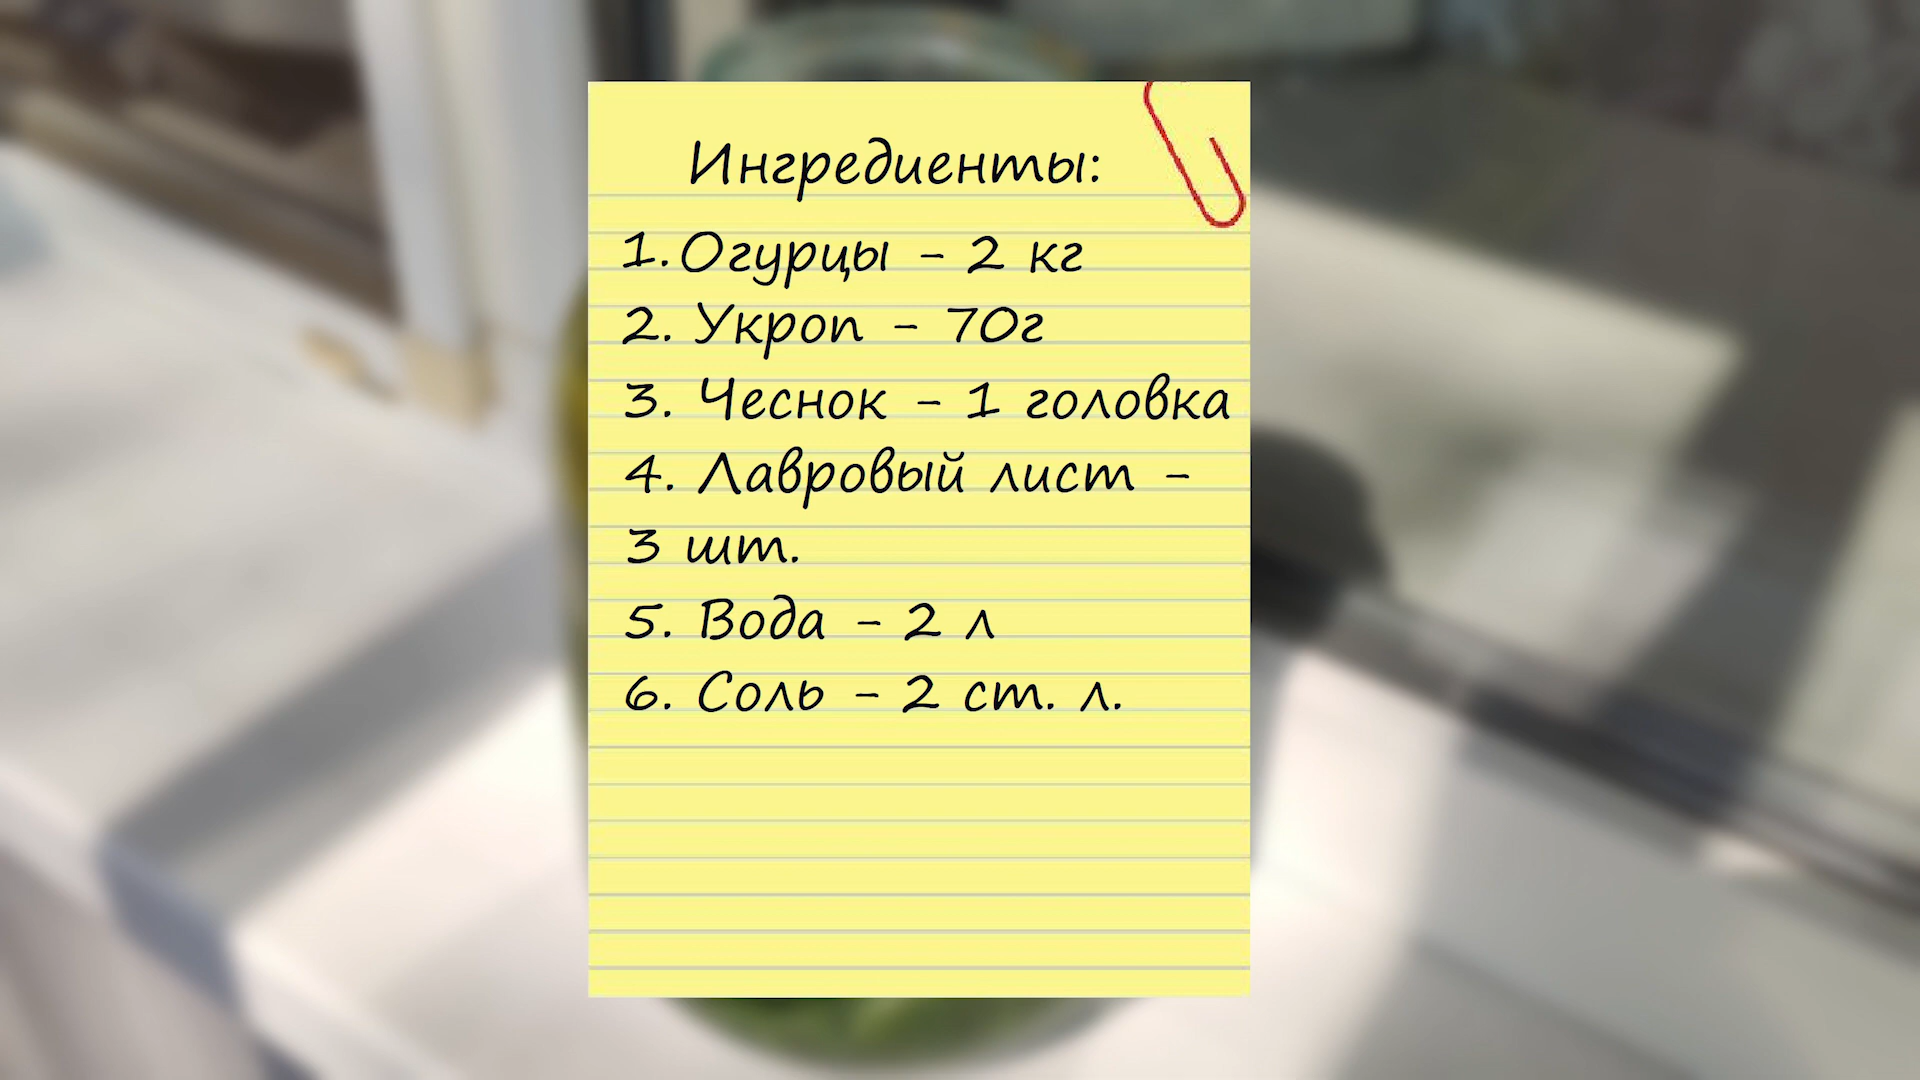 Ингредиенты:
1. Огурцы - 2 кг
2. Укроп - 70г
3. Чеснок - 1 головка
4. Лавровый лист -
3 шт.
5. Вода - 2 л
6. Соль - 2 ст. л.